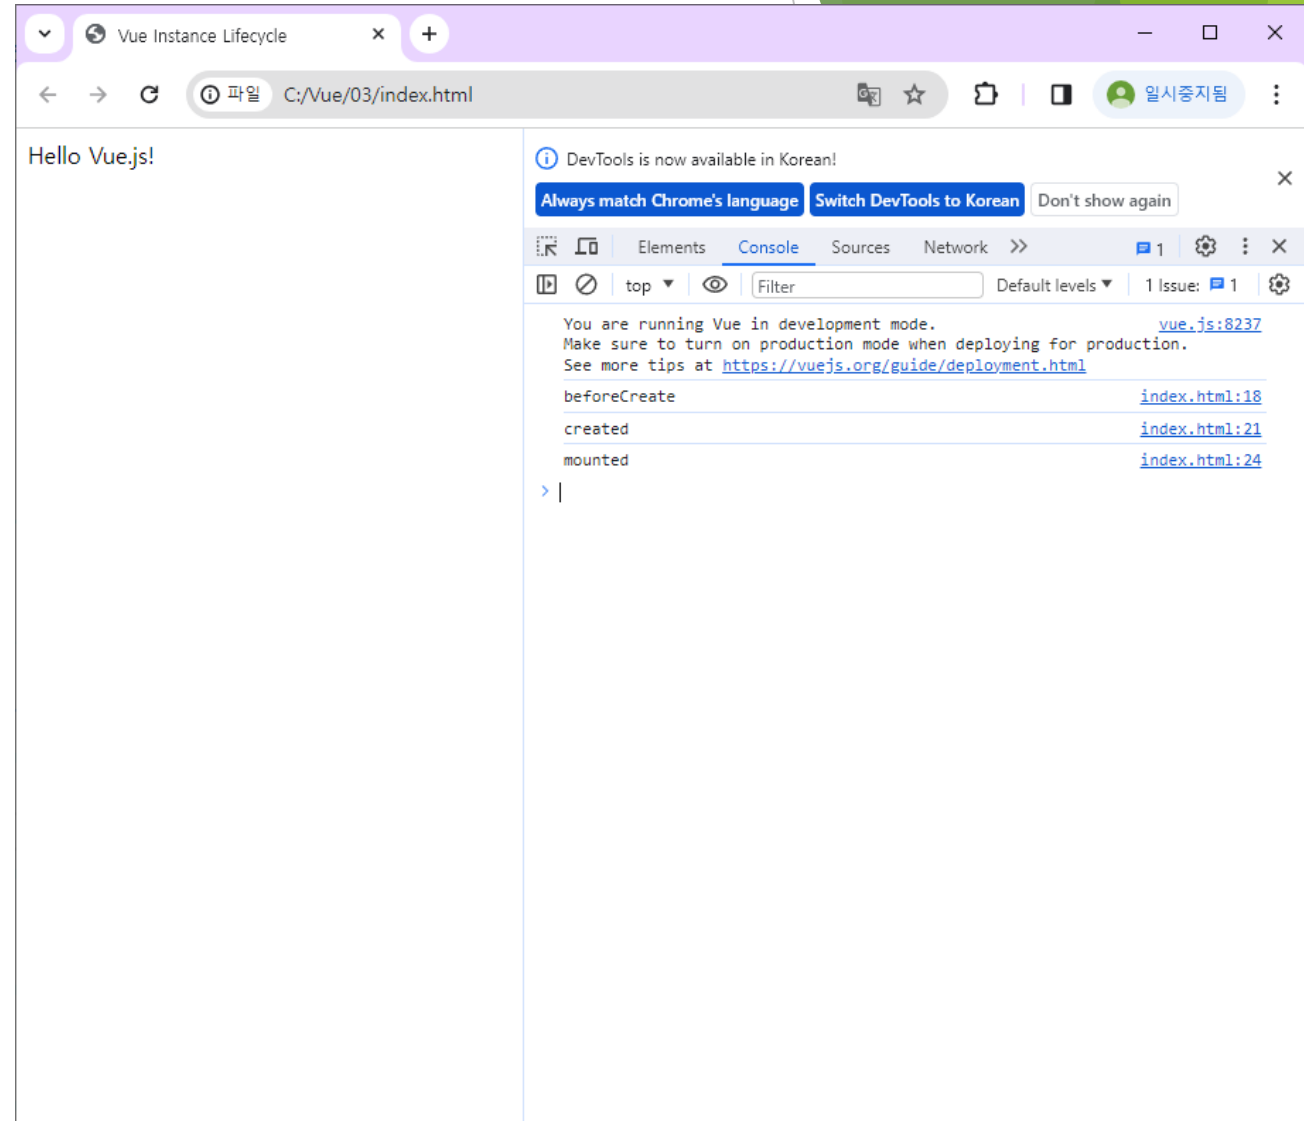 Vue Instance Lifecycle
파일 C:/Vue/03/index.html 일시중지됨
Hello Vue.js!
DevTools is now available in Korean!
Always match Chrome's language Switch DevTools to Korean Don't show again
Elements Console Sources Network 1
top Filter Default levels 1 Issue: 1
You are running Vue in development mode. vue.js:8237
Make sure to turn on production mode when deploying for production.
See more tips at https://vuejs.org/guide/deployment.html
beforeCreate index.html:18
created index.html:21
mounted index.html:24